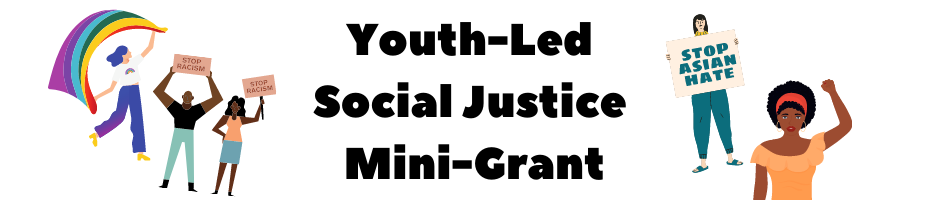 Youth-Led
Social Justice
Mini-Grant
STOP
RACISM
STOP
RACISM
STOP
ASIAN
HATE